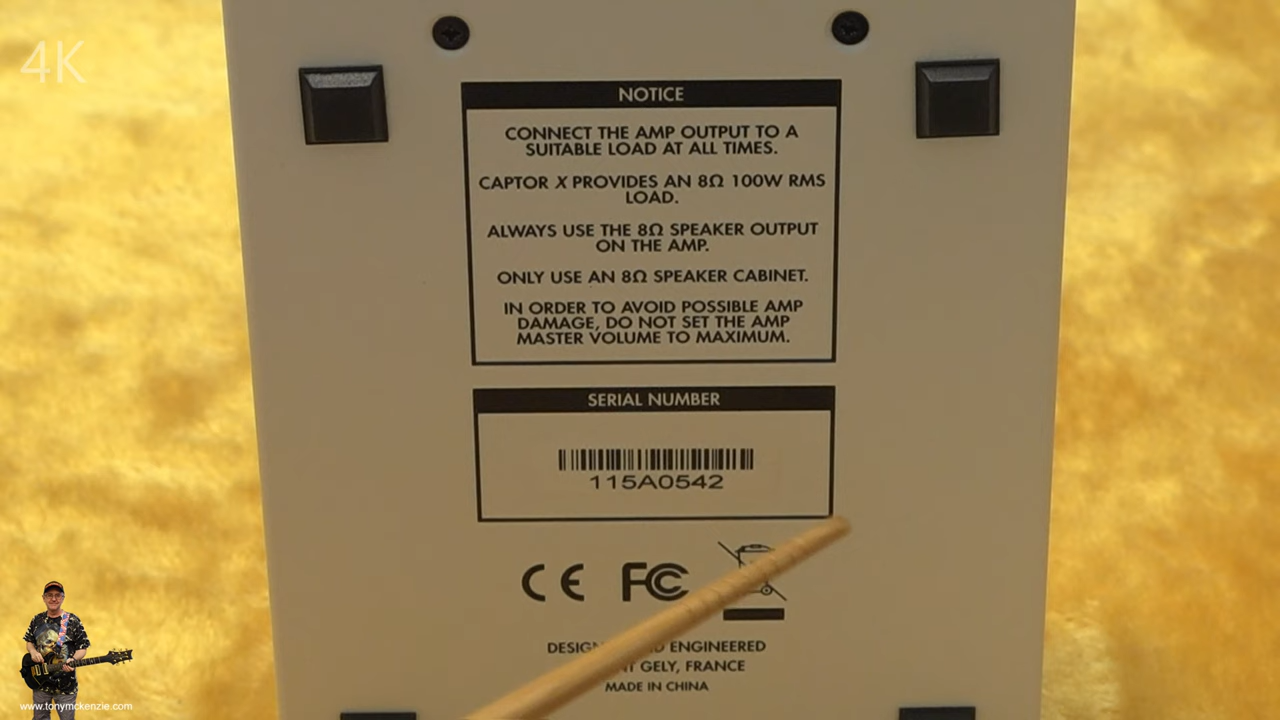 4K
NOTICE
CONNECT THE AMP OUTPUT TO A
SUITABLE LOAD AT ALL TIMES.
CAPTOR X PROVIDES AN 8Ω 100W RMS
LOAD.
ALWAYS USE THE 8Ω SPEAKER OUTPUT
ON THE AMP.
ONLY USE AN 8Ω SPEAKER CABINET.
IN ORDER TO AVOID POSSIBLE AMP
DAMAGE, DO NOT SET THE AMP
MASTER VOLUME TO MAXIMUM.
SERIAL NUMBER
115A0542
CE FC
ENGINEERED
GELY, FRANCE
MADE IN CHINA
www.tonymckenzie.com